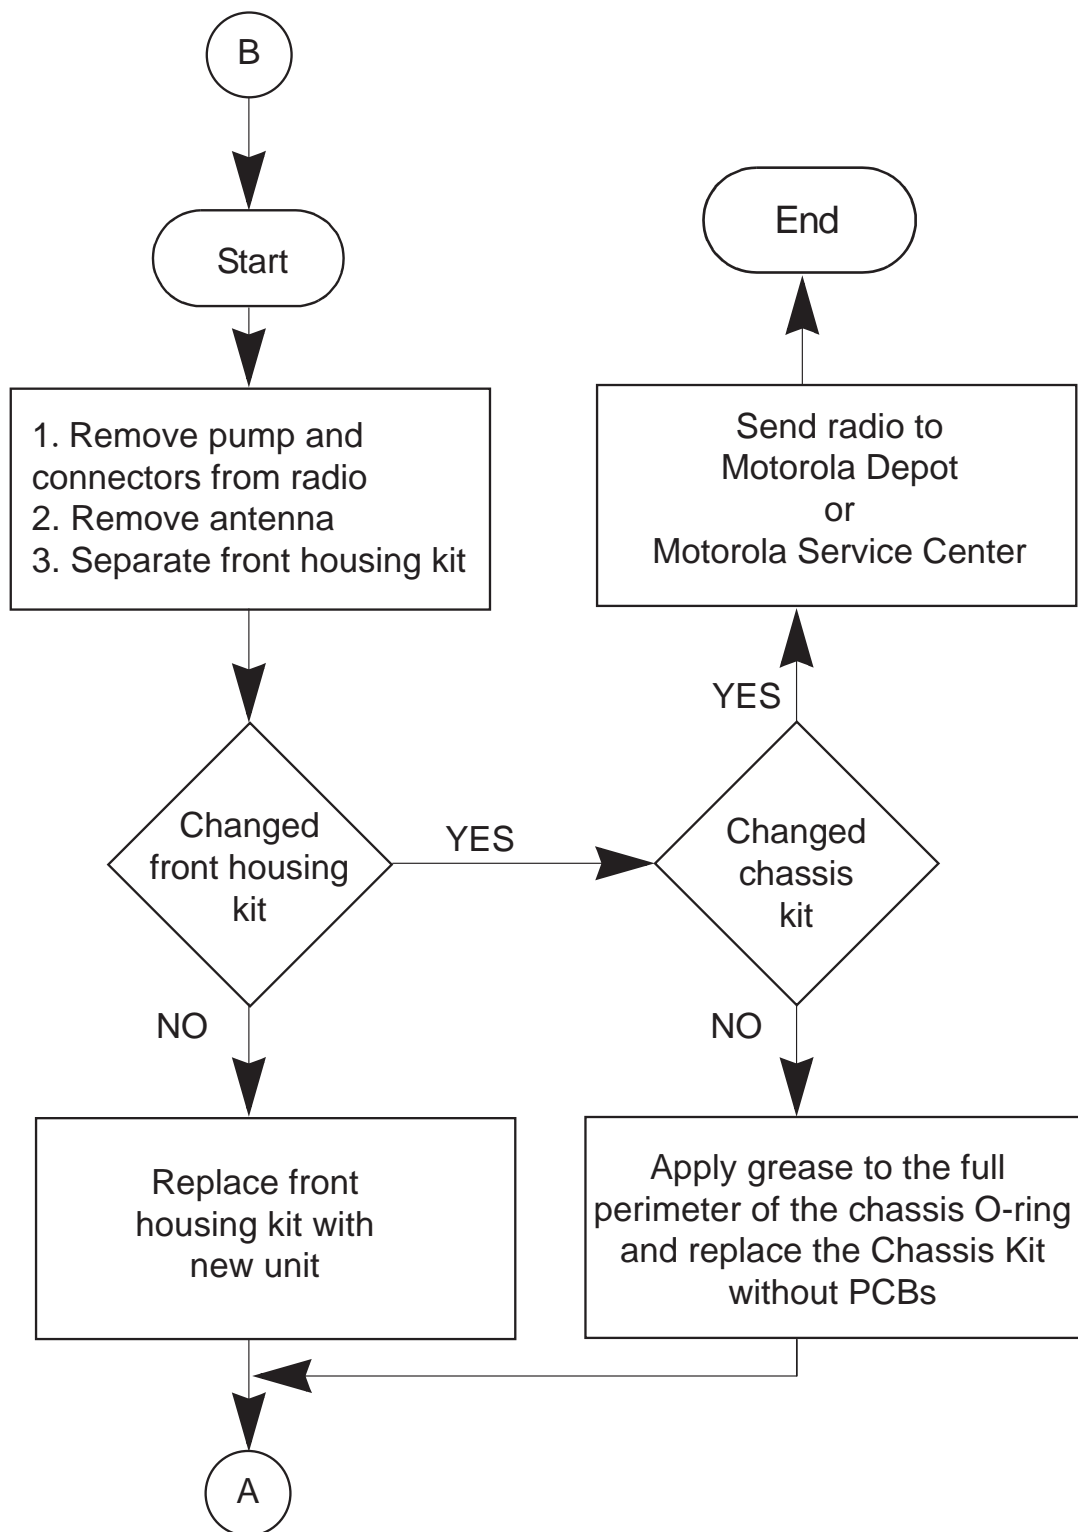 B
Start
1. Remove pump and
connectors from radio
2. Remove antenna
3. Separate front housing kit
Changed
front housing
kit
YES
NO
Replace front
housing kit with
new unit
A
End
Send radio to
Motorola Depot
or
Motorola Service Center
YES
Changed
chassis
kit
NO
Apply grease to the full
perimeter of the chassis O-ring
and replace the Chassis Kit
without PCBs